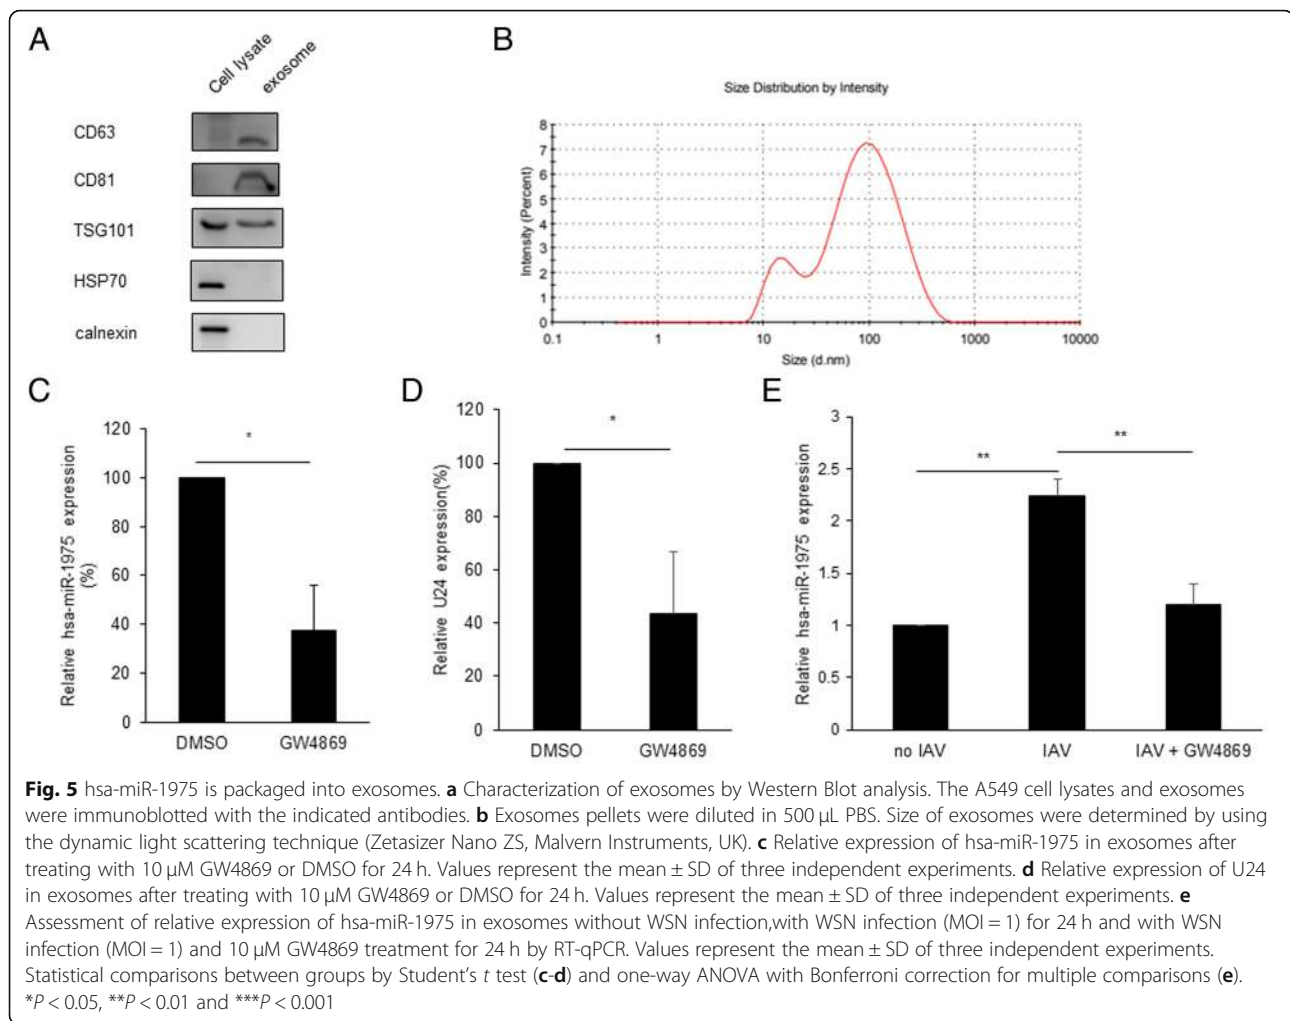 A
Cell lysate
exosome
CD63
CD81
TSG101
HSP70
calnexin
B
Size Distribution by Intensity
Intensity (Percent)
8
7
6
5
4
3
2
1
0
0.1
1
10
100
1000
10000
Size (d.nm)
C
Relative hsa-miR-1975 expression
(%)
120
100
80
60
40
20
0
*
DMSO
GW4869
D
Relative U24 expression(%)
120
100
80
60
40
20
0
*
DMSO
GW4869
E
Relative hsa-miR-1975 expression
3
2.5
2
1.5
1
0.5
0
**
**
no IAV
IAV
IAV + GW4869
Fig. 5 hsa-miR-1975 is packaged into exosomes. a Characterization of exosomes by Western Blot analysis. The A549 cell lysates and exosomes
were immunoblotted with the indicated antibodies. b Exosomes pellets were diluted in 500 μL PBS. Size of exosomes were determined by using
the dynamic light scattering technique (Zetasizer Nano ZS, Malvern Instruments, UK). c Relative expression of hsa-miR-1975 in exosomes after
treating with 10 μM GW4869 or DMSO for 24 h. Values represent the mean ± SD of three independent experiments. d Relative expression of U24
in exosomes after treating with 10 μM GW4869 or DMSO for 24 h. Values represent the mean ± SD of three independent experiments. e
Assessment of relative expression of hsa-miR-1975 in exosomes without WSN infection,with WSN infection (MOI = 1) for 24 h and with WSN
infection (MOI = 1) and 10 μM GW4869 treatment for 24 h by RT-qPCR. Values represent the mean ± SD of three independent experiments.
Statistical comparisons between groups by Student's t test (c-d) and one-way ANOVA with Bonferroni correction for multiple comparisons (e).
*P < 0.05, **P < 0.01 and ***P < 0.001